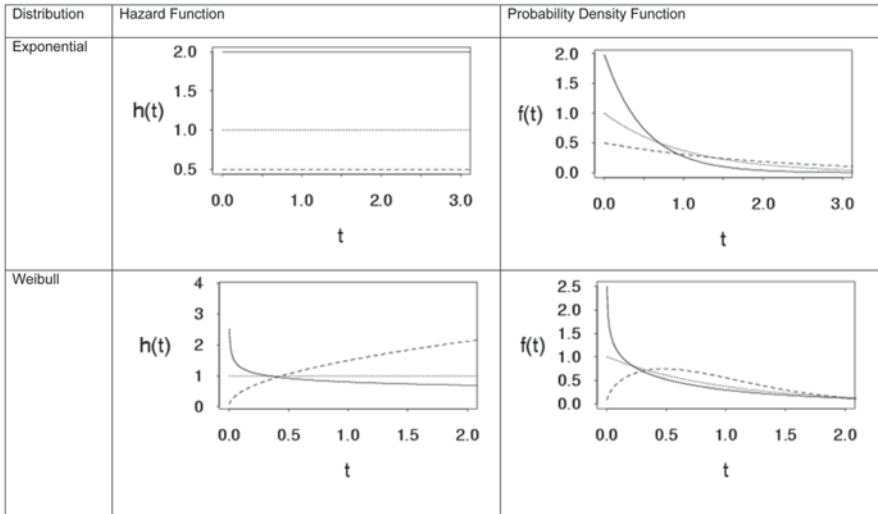 Distribution Hazard Function Probability Density Function
Exponential
2.0
h(t)
1.0
0.5
0.0 1.0 2.0 3.0
t
2.0
1.5
f(t) 1.0
0.5
0.0
0.0 1.0 2.0 3.0
t
Weibull
4
3
h(t) 2
1
0
0.0 0.5 1.0 1.5 2.0
t
2.5
2.0
f(t) 1.5
1.0
0.5
0.0
0.0 0.5 1.0 1.5 2.0
t